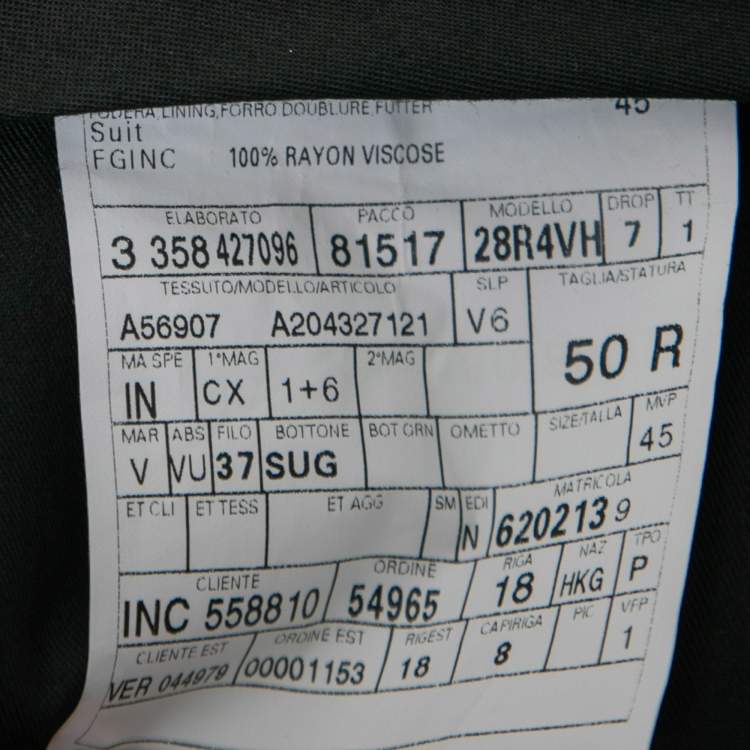 FODERA,LINING,FORRO.DOUBLURE,FUTTER 45
Suit
FGINC 100% RAYON VISCOSE
ELABORATO PACCO MODELLO DROP TT
3 358 427096 81517 28R4VH 7 1
TESSUTO/MODELLO/ARTICOLO SLP TAGLIA/STATURA
A56907 A204327121 V6 50 R
MA SPE 1°MAG 2°MAG
IN CX 1+6
MAR ABS FILO BOTTONE BOT GRN OMETTO SIZE/TALLA MVP
V VU 37 SUG 45
ET CLI ET TESS ET AGG SM EDI MATRICOLA
N 620213 9
CLIENTE ORDINE RIGA NAZ TPO
INC 558810 54965 18 HKG P
CLIENTE EST ORDINE EST RIGEST CAPIRIGA PIC VFP
VER 044979 00001153 18 8 1